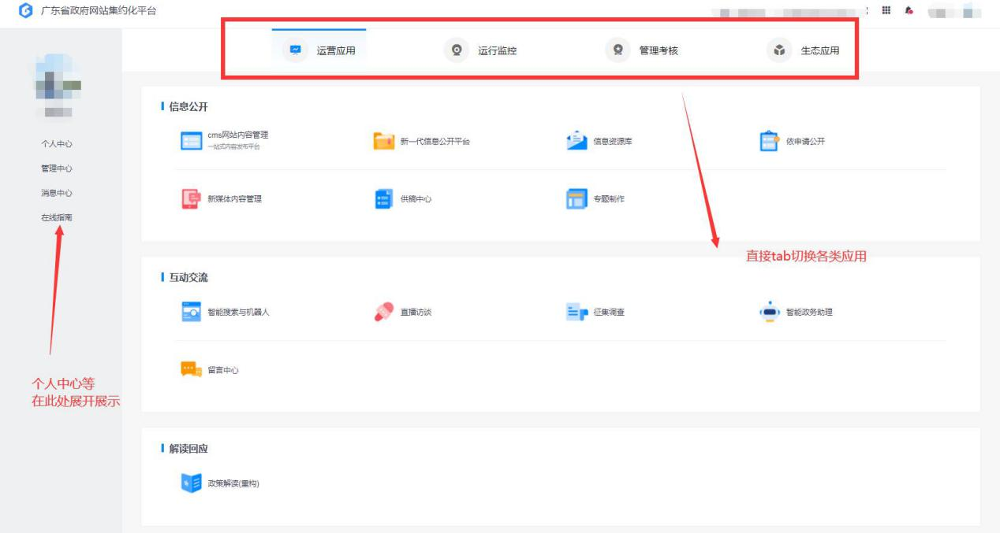 广东省政府网站集约化平台
运营应用
运行监控
管理考核
生态应用
个人中心
管理中心
消息中心
在线指南
个人中心等
在此处展开展示
信息公开
cms网站内容管理
一站式内容发布平台
新一代信息公开平台
信息资源库
依申请公开
新媒体内容管理
供稿中心
专题制作
直接tab切换各类应用
互动交流
智能搜索与机器人
直播访谈
征集调查
智能政务助理
留言中心
解读回应
政策解读(重构)